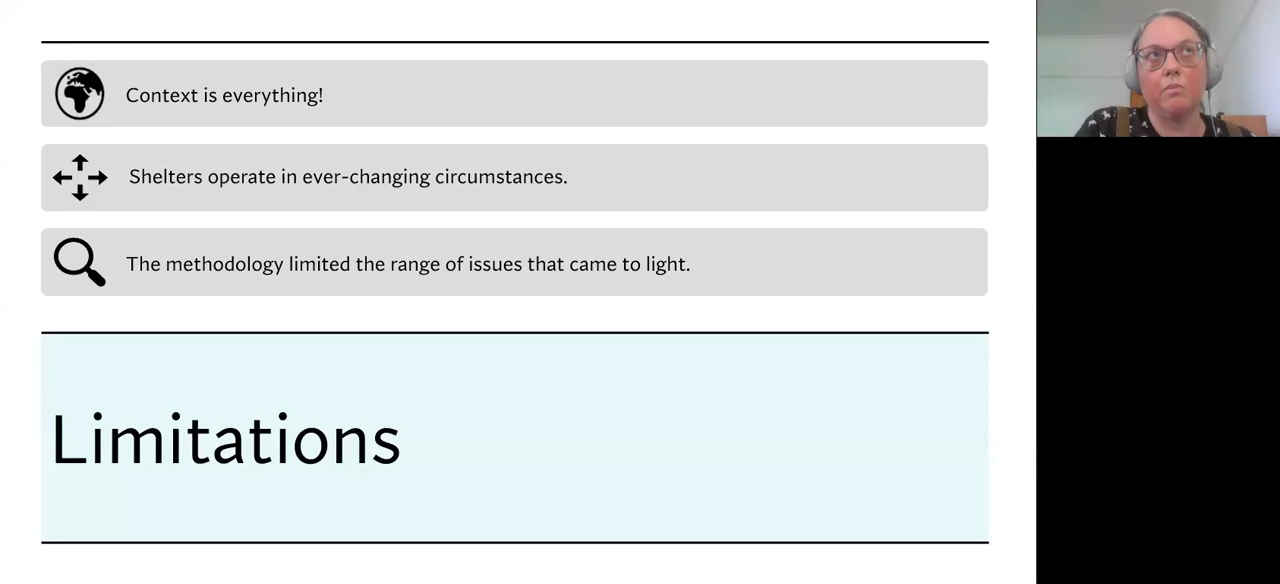 Context is everything!
Shelters operate in ever-changing circumstances.
The methodology limited the range of issues that came to light.
Limitations